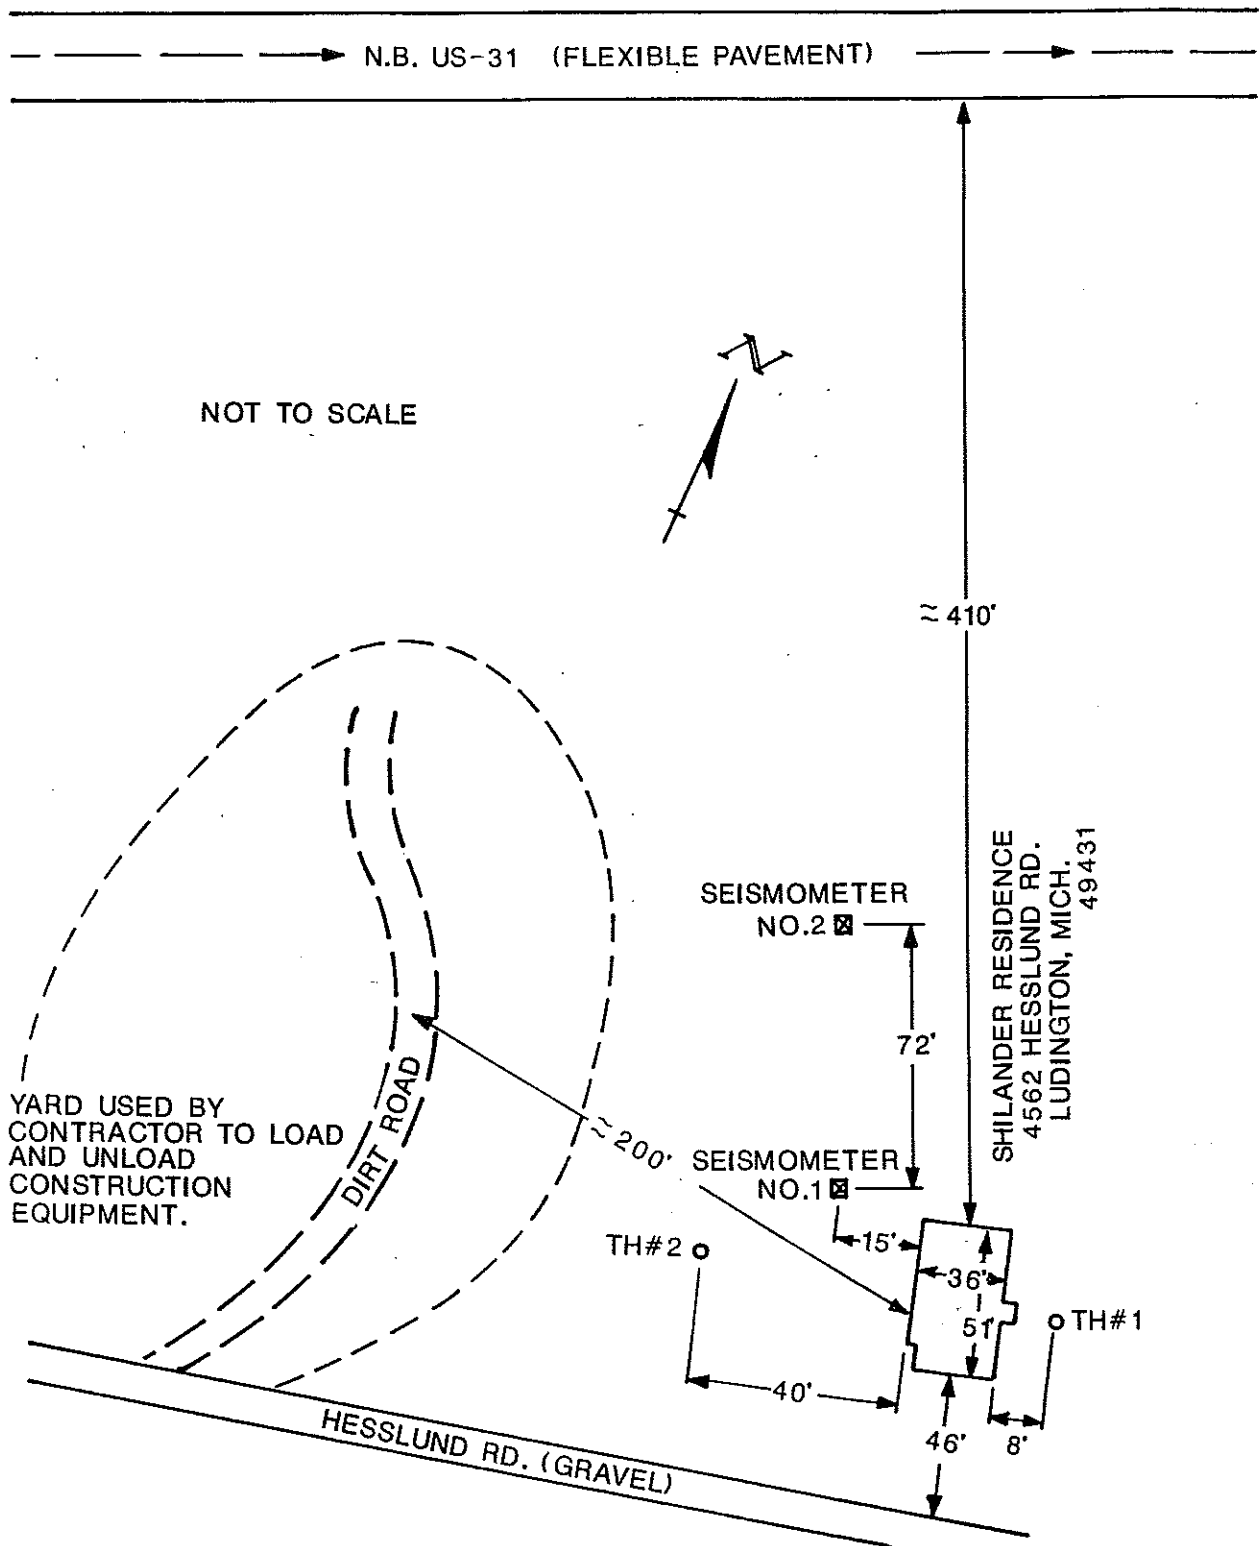 N.B. US-31 (FLEXIBLE PAVEMENT)
N
NOT TO SCALE
≈ 410'
SEISMOMETER
NO.2
72'
SHILANDER RESIDENCE
4562 HESSLUND RD.
LUDINGTON, MICH.
49431
YARD USED BY
CONTRACTOR TO LOAD
AND UNLOAD
CONSTRUCTION
EQUIPMENT.
DIRT ROAD
≈ 200'
SEISMOMETER
NO.1
15'
TH#2
36'
51'
TH#1
40'
46'
8'
HESSLUND RD. (GRAVEL)